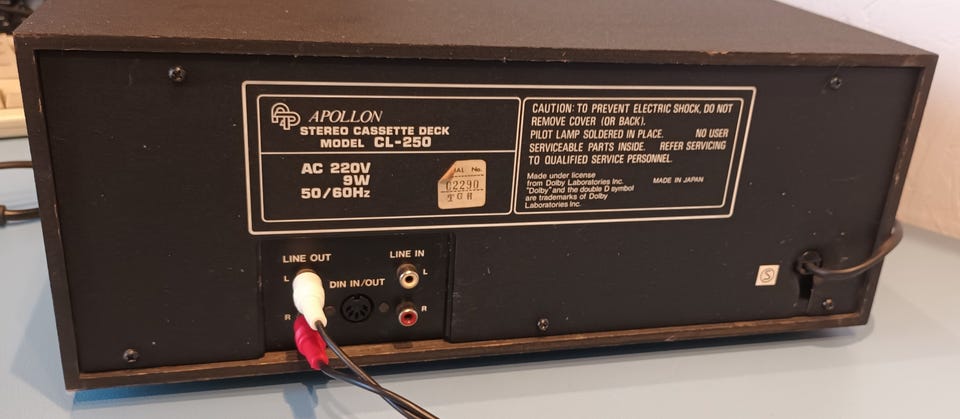 APOLLON
STEREO CASSETTE DECK
MODEL CL-250
AC 220V
9W
50/60Hz
No.
C2290
T G H
CAUTION: TO PREVENT ELECTRIC SHOCK, DO NOT
REMOVE COVER (OR BACK).
PILOT LAMP SOLDERED IN PLACE. NO USER
SERVICEABLE PARTS INSIDE. REFER SERVICING
TO QUALIFIED SERVICE PERSONNEL.
Made under license
from Dolby Laboratories Inc.
"Dolby" and the double D symbol
are trademarks of Dolby
Laboratories Inc.
MADE IN JAPAN
LINE OUT
L
R
DIN IN/OUT
LINE IN
L
R
S